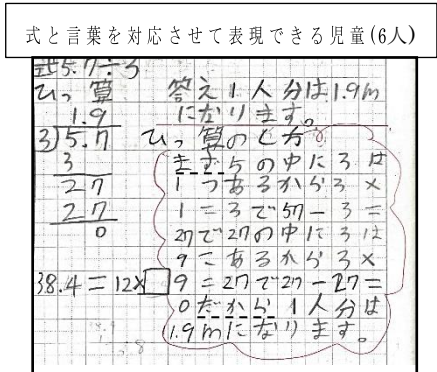 式と言葉を対応させて表現できる児童(6人)
式5.7÷3
ひっ算
1.9
3)5.7
3
27
27
0
38.4=12×□
答え1人分は1.9m
になります。
ひっ算のとき方
まず5の中に3は
1つあるから3×
1=3で57-3=
27で27の中に3は
9こあるから3×
9=27で27-27=
0だから1人分は
1.9mになります。